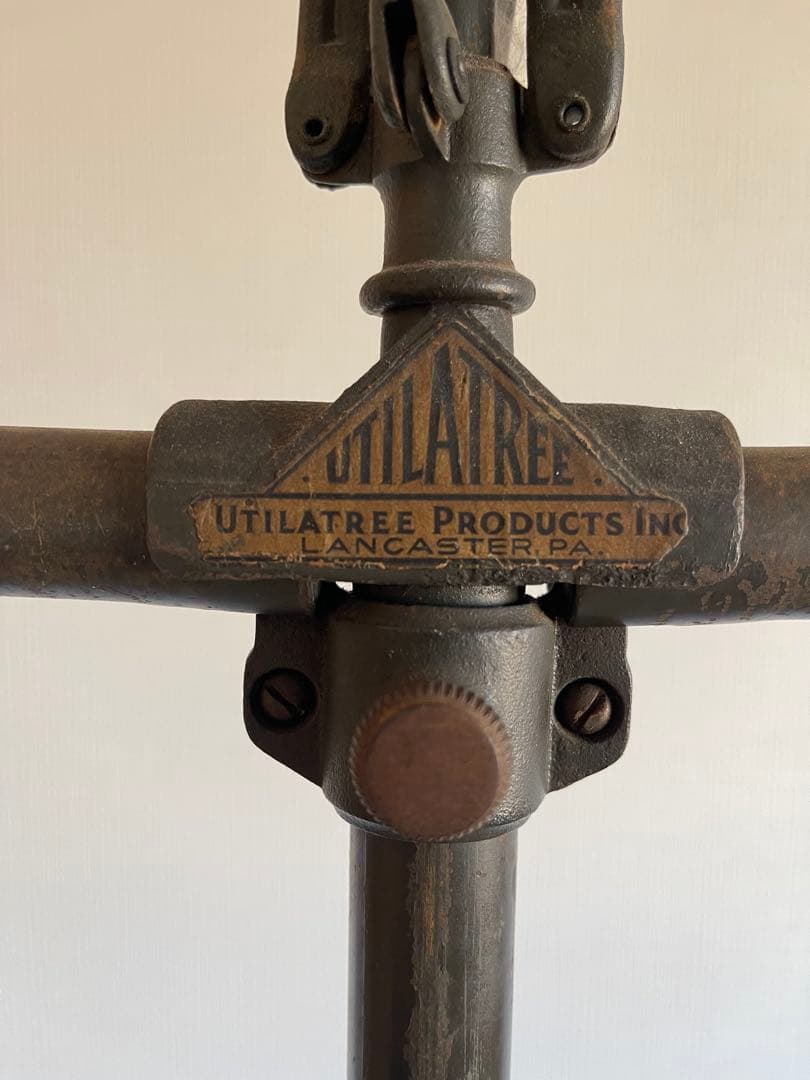 UTILATREE
UTILATREE PRODUCTS INC
LANCASTER, PA.